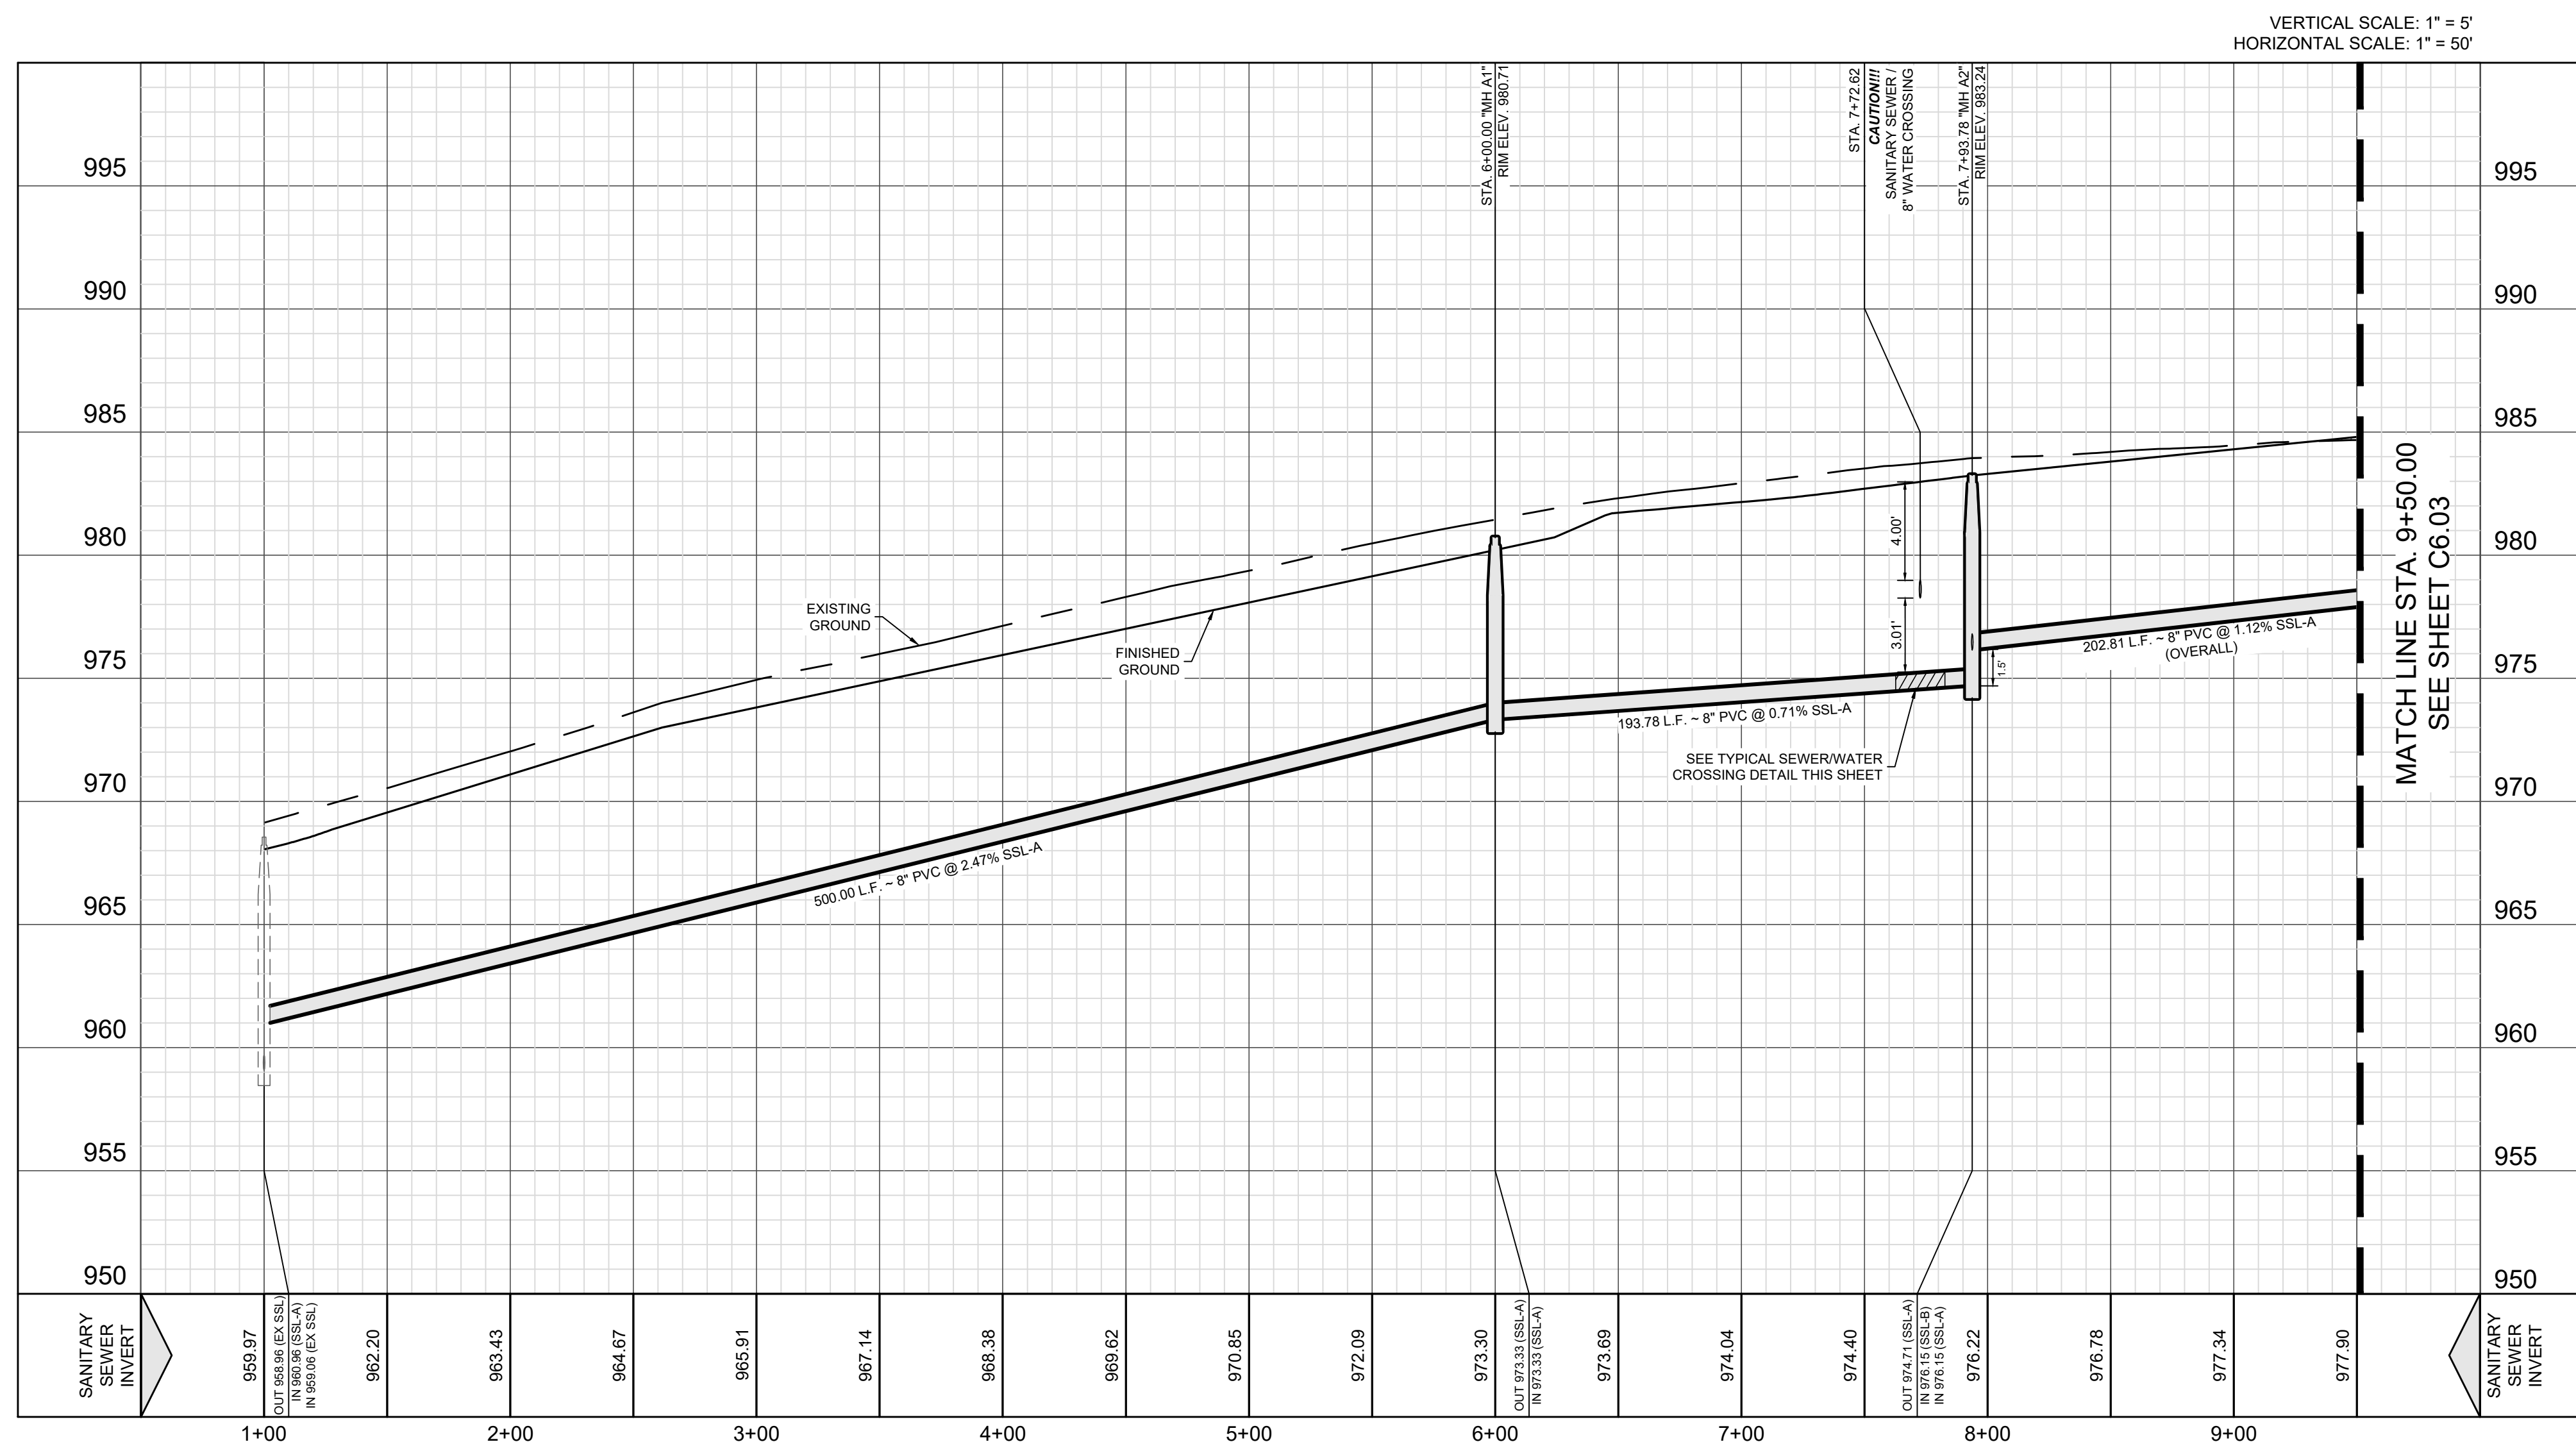 VERTICAL SCALE: 1" = 5'
HORIZONTAL SCALE: 1" = 50'
STA. 6+00.00 "MH A1"
RIM ELEV. 980.71
STA. 7+72.62
CAUTION!!!
SANITARY SEWER /
8" WATER CROSSING
STA. 7+93.78 "MH A2"
RIM ELEV. 983.24
995
995
990
990
985
985
980
980
975
975
970
970
965
965
960
960
955
955
950
950
EXISTING
GROUND
FINISHED
GROUND
4.00'
3.01'
1.5'
500.00 L.F. ~ 8" PVC @ 2.47% SSL-A
193.78 L.F. ~ 8" PVC @ 0.71% SSL-A
202.81 L.F. ~ 8" PVC @ 1.12% SSL-A
(OVERALL)
SEE TYPICAL SEWER/WATER
CROSSING DETAIL THIS SHEET
MATCH LINE STA. 9+50.00
SEE SHEET C6.03
SANITARY
SEWER
INVERT
959.97
OUT 958.96 (EX SSL)
IN 960.96 (SSL-A)
IN 959.06 (EX SSL)
962.20
963.43
964.67
965.91
967.14
968.38
969.62
970.85
972.09
973.30
OUT 973.33 (SSL-A)
IN 973.33 (SSL-A)
973.69
974.04
974.40
OUT 974.71 (SSL-A)
IN 976.15 (SSL-B)
IN 976.15 (SSL-A)
976.22
976.78
977.34
977.90
SANITARY
SEWER
INVERT
1+00
2+00
3+00
4+00
5+00
6+00
7+00
8+00
9+00